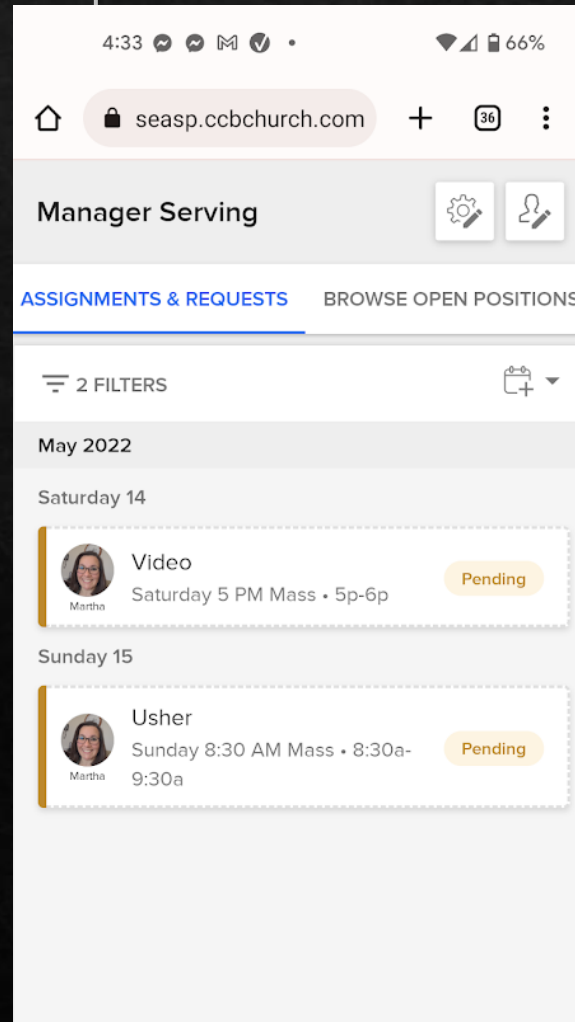 4:33 66%
seasp.ccbchurch.com 36
Manager Serving
ASSIGNMENTS & REQUESTS BROWSE OPEN POSITIONS
2 FILTERS
May 2022
Saturday 14
Video
Saturday 5 PM Mass • 5p-6p
Pending
Martha
Sunday 15
Usher
Sunday 8:30 AM Mass • 8:30a-
9:30a
Pending
Martha